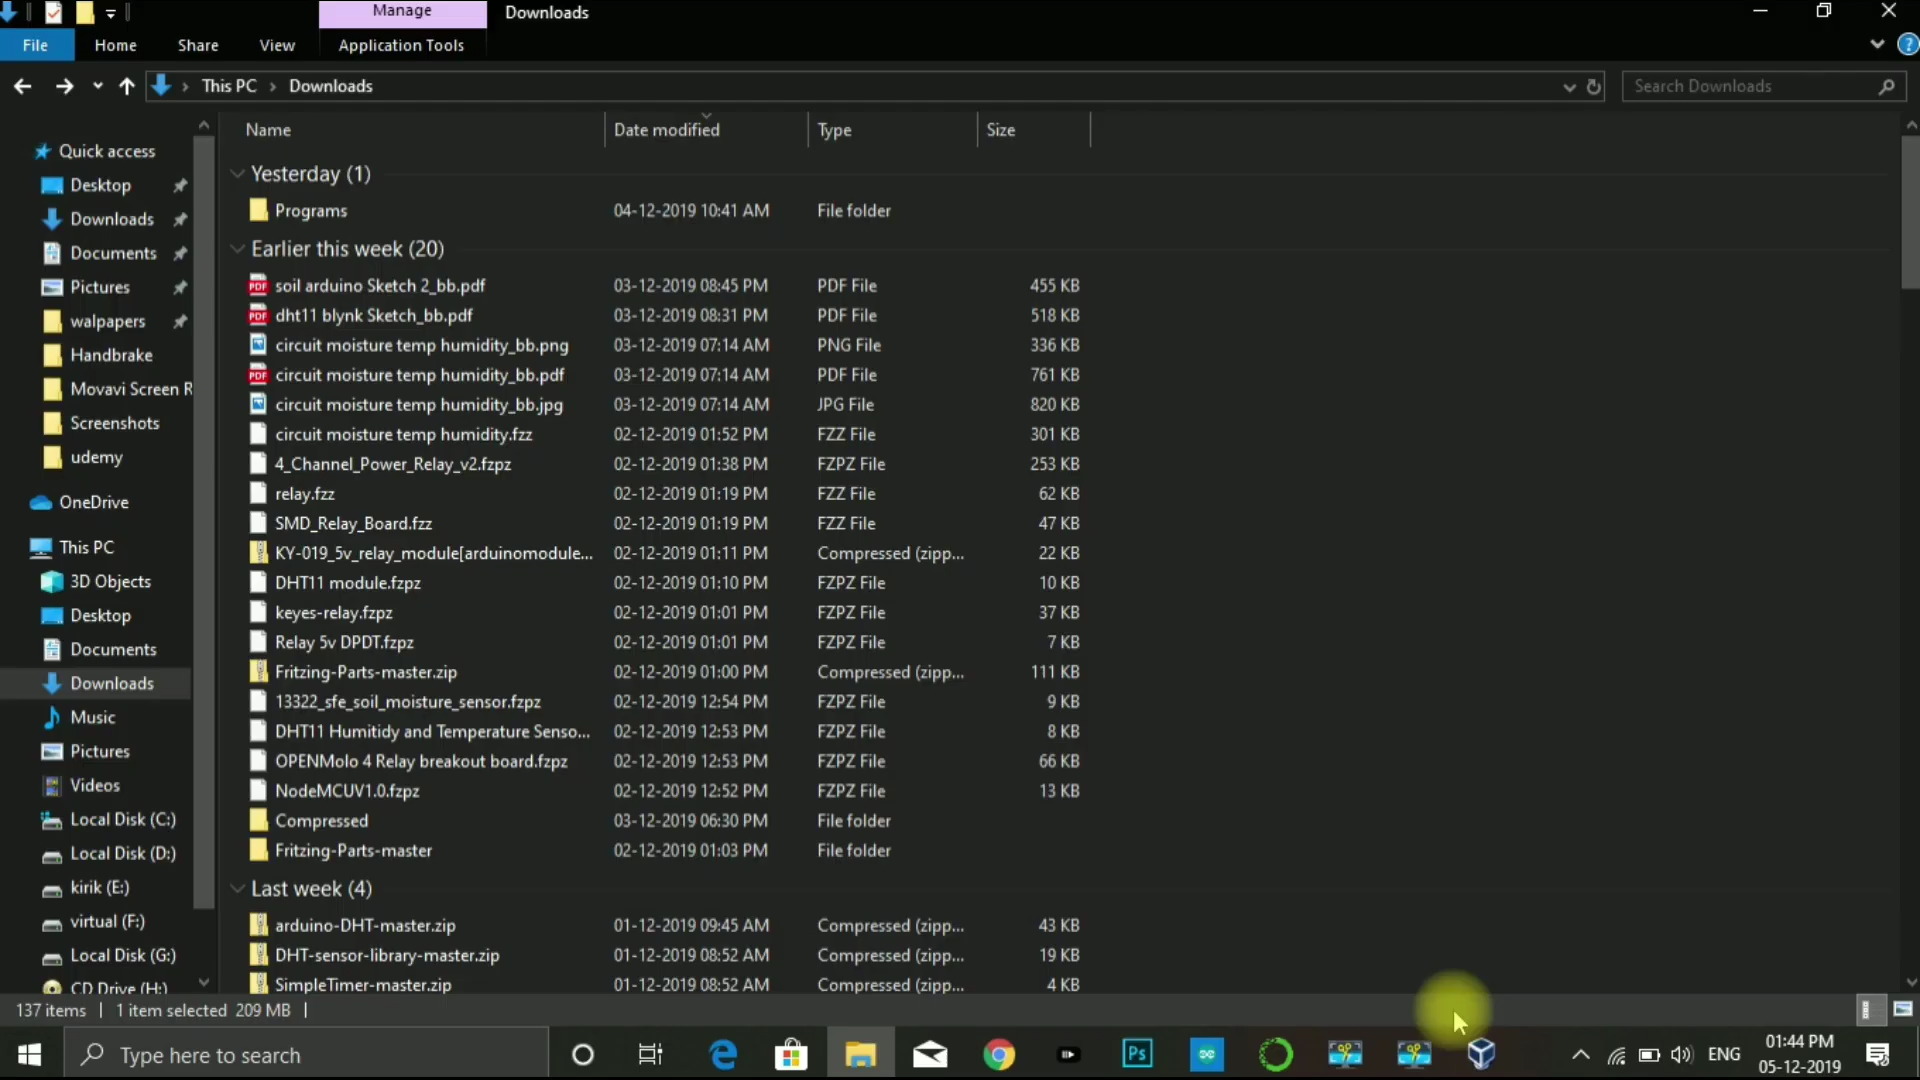 Manage
Downloads
File
Home
Share
View
Application Tools
This PC
Downloads
Search Downloads
Name
Date modified
Type
Size
Quick access
Desktop
Downloads
Documents
Pictures
walpapers
Handbrake
Movavi Screen R
Screenshots
udemy
OneDrive
This PC
3D Objects
Desktop
Documents
Downloads
Music
Pictures
Videos
Local Disk (C:)
Local Disk (D:)
kirik (E:)
virtual (F:)
Local Disk (G:)
CD Drive (H:)
Yesterday (1)
Programs 04-12-2019 10:41 AM File folder
Earlier this week (20)
soil arduino Sketch 2_bb.pdf 03-12-2019 08:45 PM PDF File 455 KB
dht11 blynk Sketch_bb.pdf 03-12-2019 08:31 PM PDF File 518 KB
circuit moisture temp humidity_bb.png 03-12-2019 07:14 AM PNG File 336 KB
circuit moisture temp humidity_bb.pdf 03-12-2019 07:14 AM PDF File 761 KB
circuit moisture temp humidity_bb.jpg 03-12-2019 07:14 AM JPG File 820 KB
circuit moisture temp humidity.fzz 02-12-2019 01:52 PM FZZ File 301 KB
4_Channel_Power_Relay_v2.fzpz 02-12-2019 01:38 PM FZPZ File 253 KB
relay.fzz 02-12-2019 01:19 PM FZZ File 62 KB
SMD_Relay_Board.fzz 02-12-2019 01:19 PM FZZ File 47 KB
KY-019_5v_relay_module[arduinomodule... 02-12-2019 01:11 PM Compressed (zipp... 22 KB
DHT11 module.fzpz 02-12-2019 01:10 PM FZPZ File 10 KB
keyes-relay.fzpz 02-12-2019 01:01 PM FZPZ File 37 KB
Relay 5v DPDT.fzpz 02-12-2019 01:01 PM FZPZ File 7 KB
Fritzing-Parts-master.zip 02-12-2019 01:00 PM Compressed (zipp... 111 KB
13322_sfe_soil_moisture_sensor.fzpz 02-12-2019 12:54 PM FZPZ File 9 KB
DHT11 Humitidy and Temperature Senso... 02-12-2019 12:53 PM FZPZ File 8 KB
OPENMolo 4 Relay breakout board.fzpz 02-12-2019 12:53 PM FZPZ File 66 KB
NodeMCUV1.0.fzpz 02-12-2019 12:52 PM FZPZ File 13 KB
Compressed 03-12-2019 06:30 PM File folder
Fritzing-Parts-master 02-12-2019 01:03 PM File folder
Last week (4)
arduino-DHT-master.zip 01-12-2019 09:45 AM Compressed (zipp... 43 KB
DHT-sensor-library-master.zip 01-12-2019 08:52 AM Compressed (zipp... 19 KB
SimpleTimer-master.zip 01-12-2019 08:52 AM Compressed (zipp... 4 KB
137 items 1 item selected 209 MB
Type here to search
Ps
ENG
01:44 PM
05-12-2019